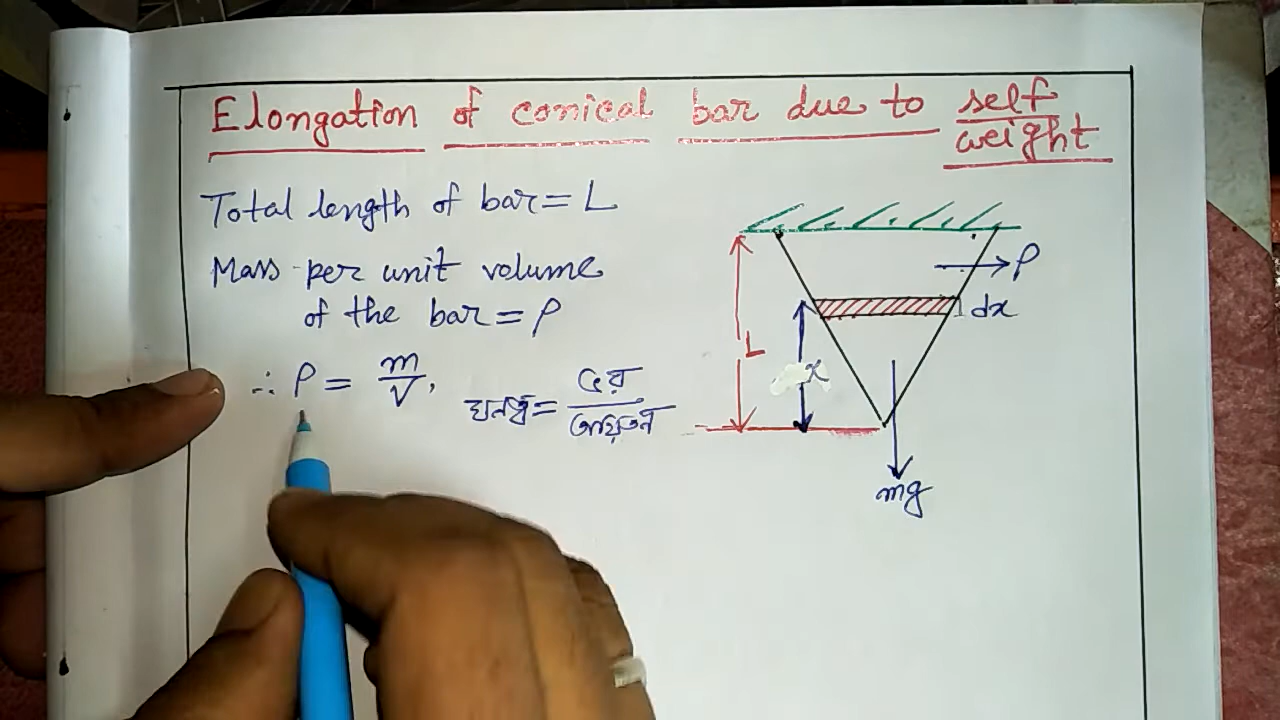 Elongation of conical bar due to self
weight
Total length of bar = L
Mass per unit volume
of the bar = ρ
∴ ρ = m/V, ঘনত্ব = ভর/আয়তন
ρ
dx
L
x
mg